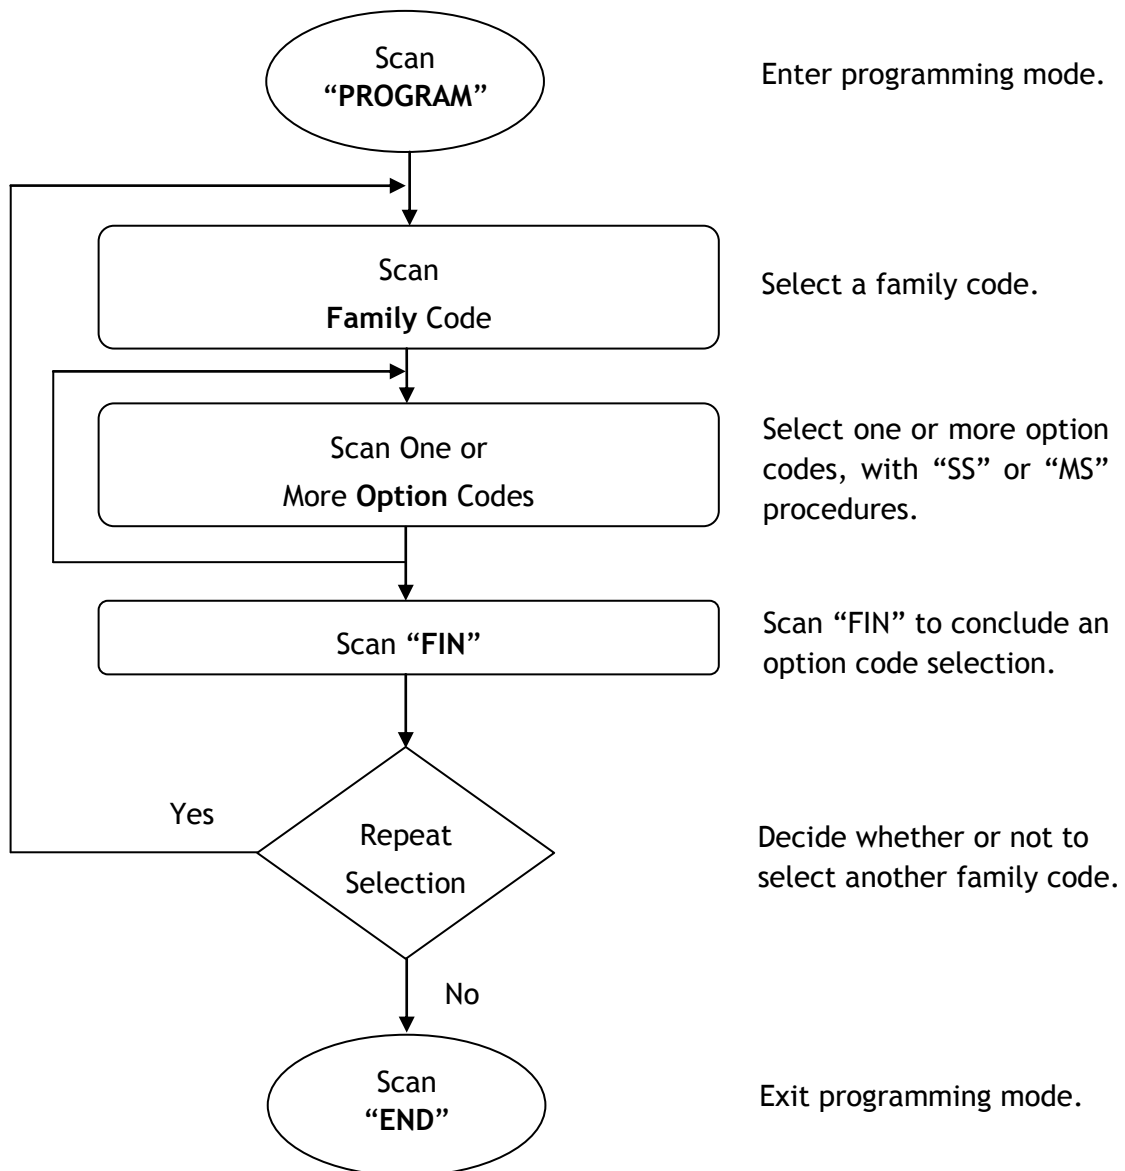 Scan
“PROGRAM”
Enter programming mode.
Scan
Family Code
Select a family code.
Scan One or
More Option Codes
Select one or more option
codes, with “SS” or “MS”
procedures.
Scan “FIN”
Scan “FIN” to conclude an
option code selection.
Yes
Repeat
Selection
Decide whether or not to
select another family code.
No
Scan
“END”
Exit programming mode.